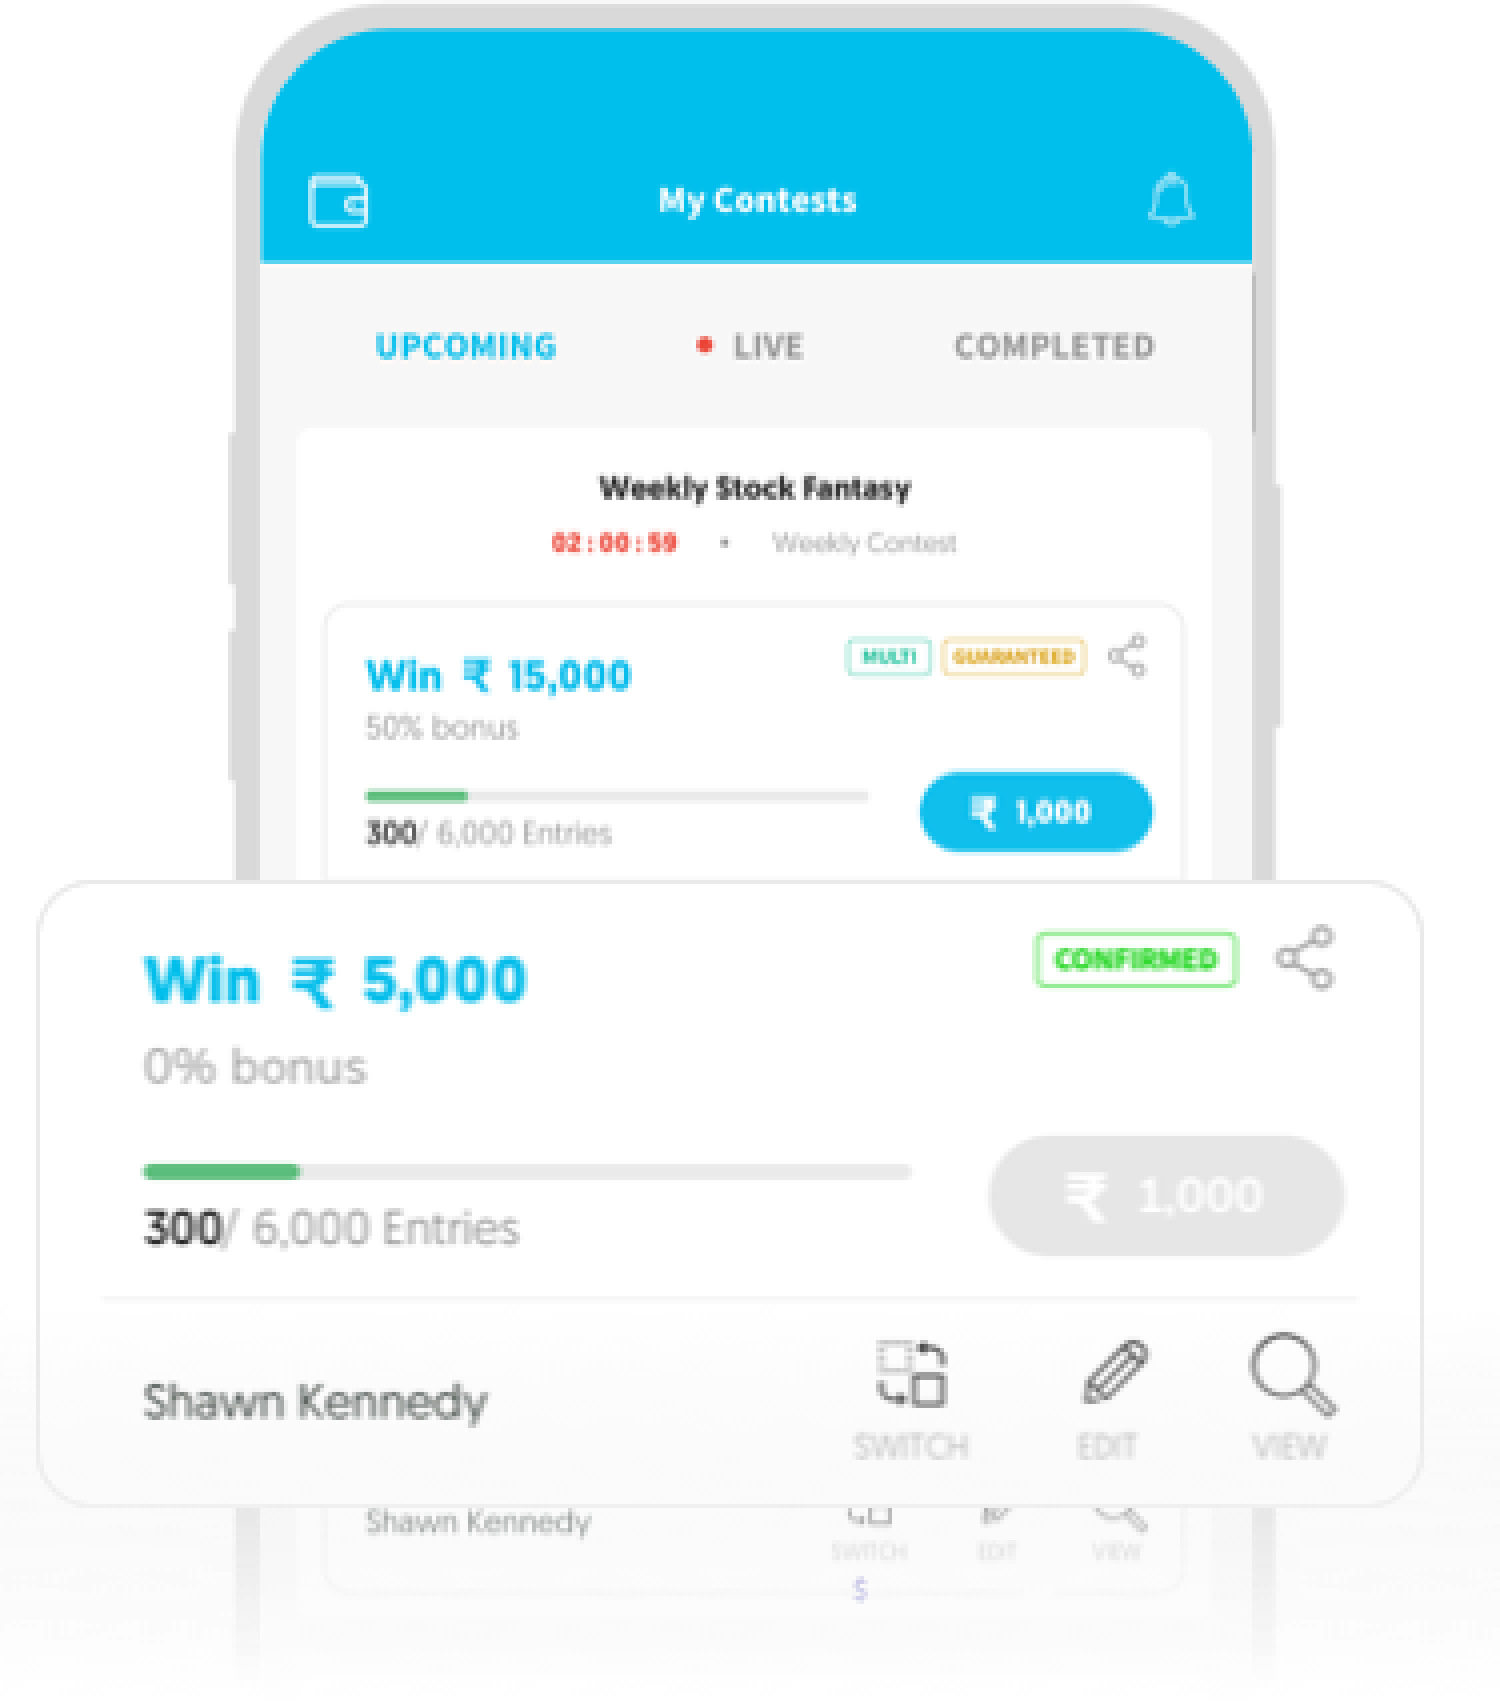 My Contests
UPCOMING LIVE COMPLETED
Weekly Stock Fantasy
02:00:59 • Weekly Contest
Win ₹ 15,000 MULTI GUARANTEED
50% bonus
₹ 1,000
300/ 6,000 Entries
Win ₹ 5,000 CONFIRMED
0% bonus
₹ 1,000
300/ 6,000 Entries
Shawn Kennedy
SWITCH EDIT VIEW
Shawn Kennedy
SWITCH EDIT VIEW
S